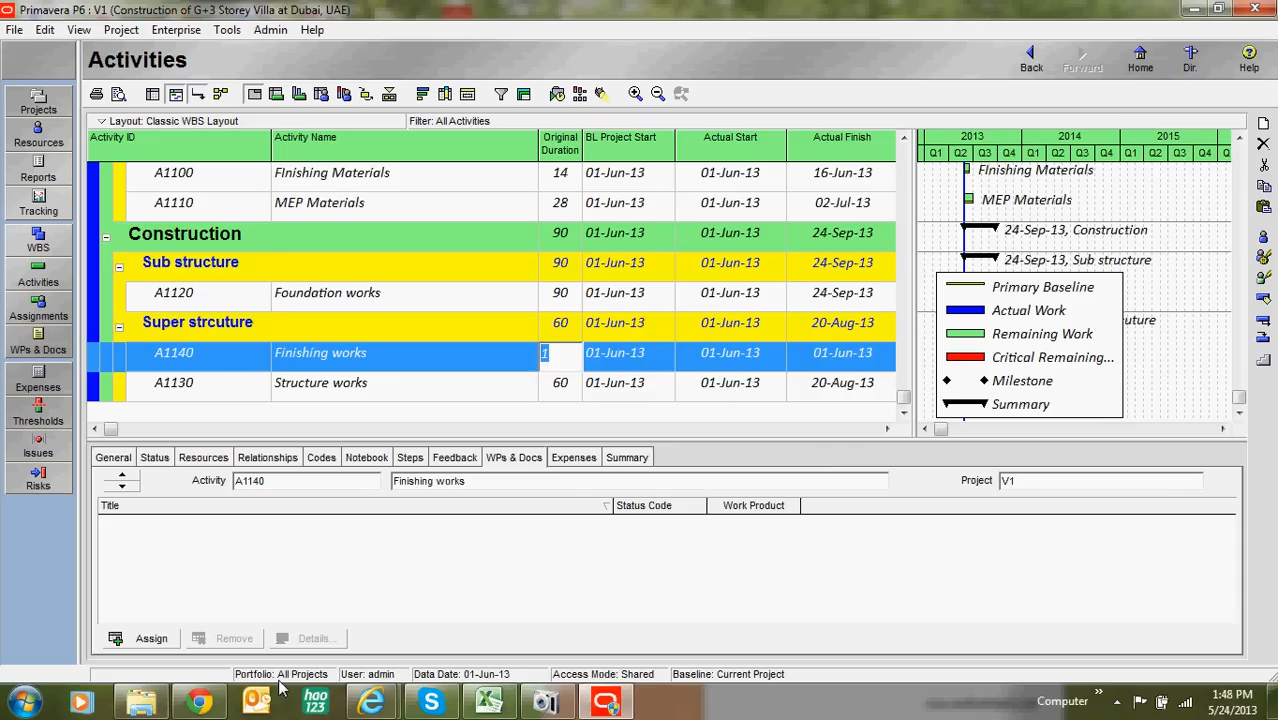 Primavera P6 : V1 (Construction of G+3 Storey Villa at Dubai, UAE)
File Edit View Project Enterprise Tools Admin Help
Activities
Back Forward Home Dir. Help
Layout: Classic WBS Layout Filter: All Activities
Activity ID Activity Name Original Duration BL Project Start Actual Start Actual Finish 2013 2014 2015
Q1 Q2 Q3 Q4 Q1 Q2 Q3 Q4 Q1 Q2 Q3 Q4
A1100 FInishing Materials 14 01-Jun-13 01-Jun-13 16-Jun-13 FInishing Materials
A1110 MEP Materials 28 01-Jun-13 01-Jun-13 02-Jul-13 MEP Materials
Construction 90 01-Jun-13 01-Jun-13 24-Sep-13 24-Sep-13, Construction
Sub structure 90 01-Jun-13 01-Jun-13 24-Sep-13 24-Sep-13, Sub structure
A1120 Foundation works 90 01-Jun-13 01-Jun-13 24-Sep-13
Super strcuture 60 01-Jun-13 01-Jun-13 20-Aug-13
A1140 Finishing works 1 01-Jun-13 01-Jun-13 01-Jun-13
A1130 Structure works 60 01-Jun-13 01-Jun-13 20-Aug-13
Primary Baseline
Actual Work
Remaining Work
Critical Remaining...
Milestone
Summary
Projects
Resources
Reports
Tracking
WBS
Activities
Assignments
WPs & Docs
Expenses
Thresholds
Issues
Risks
General Status Resources Relationships Codes Notebook Steps Feedback WPs & Docs Expenses Summary
Activity A1140 Finishing works Project V1
Title Status Code Work Product
Assign Remove Details...
Portfolio: All Projects User: admin Data Date: 01-Jun-13 Access Mode: Shared Baseline: Current Project
hao
123
Computer
1:48 PM
5/24/2013